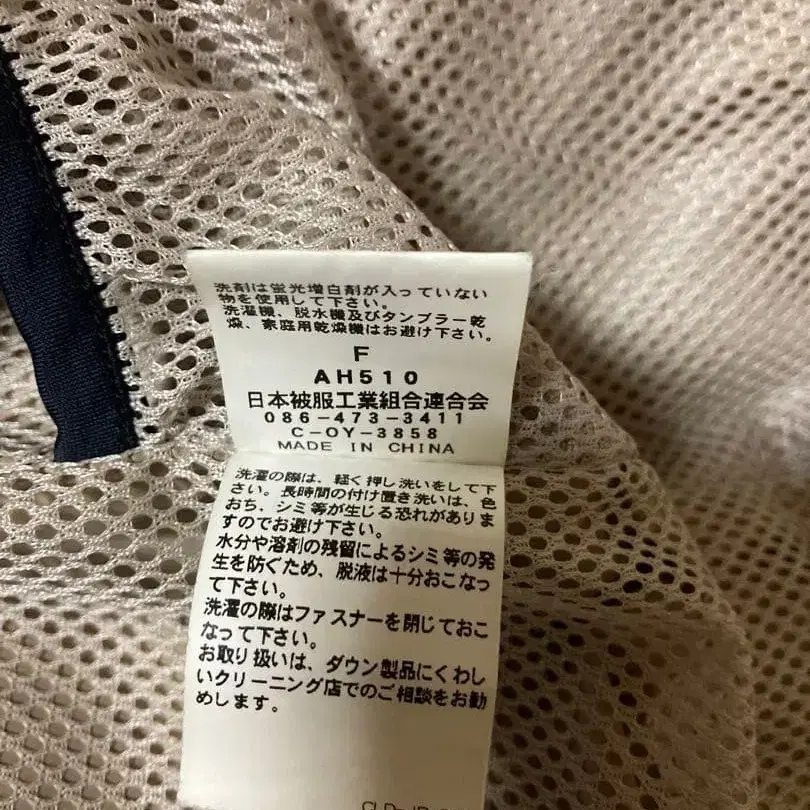 洗剤は蛍光増白剤が入っていない
物を使用して下さい。
洗濯機、脱水機及びタンブラー乾
燥、家庭用乾燥機はお避け下さい。
F
AH510
日本被服工業組合連合会
086-473-3411
C-OY-3858
MADE IN CHINA
洗濯の際は、軽く押し洗いをして下
さい。長時間の付け置き洗いは、色
おち、シミ等が生じる恐れがありま
すのでお避け下さい。
水分や溶剤の残留によるシミ等の発
生を防ぐため、脱液は十分おこなっ
て下さい。
洗濯の際はファスナーを閉じておこ
なって下さい。
お取り扱いは、ダウン製品にくわし
いクリーニング店でのご相談をお勧
めします。